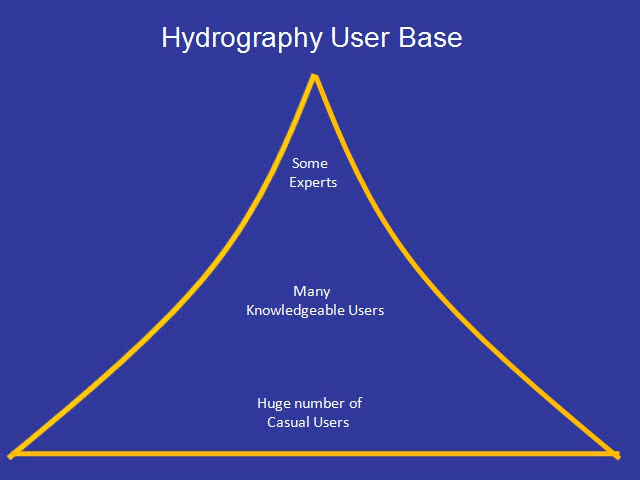 Hydrography User Base
Some
Experts
Many
Knowledgeable Users
Huge number of
Casual Users